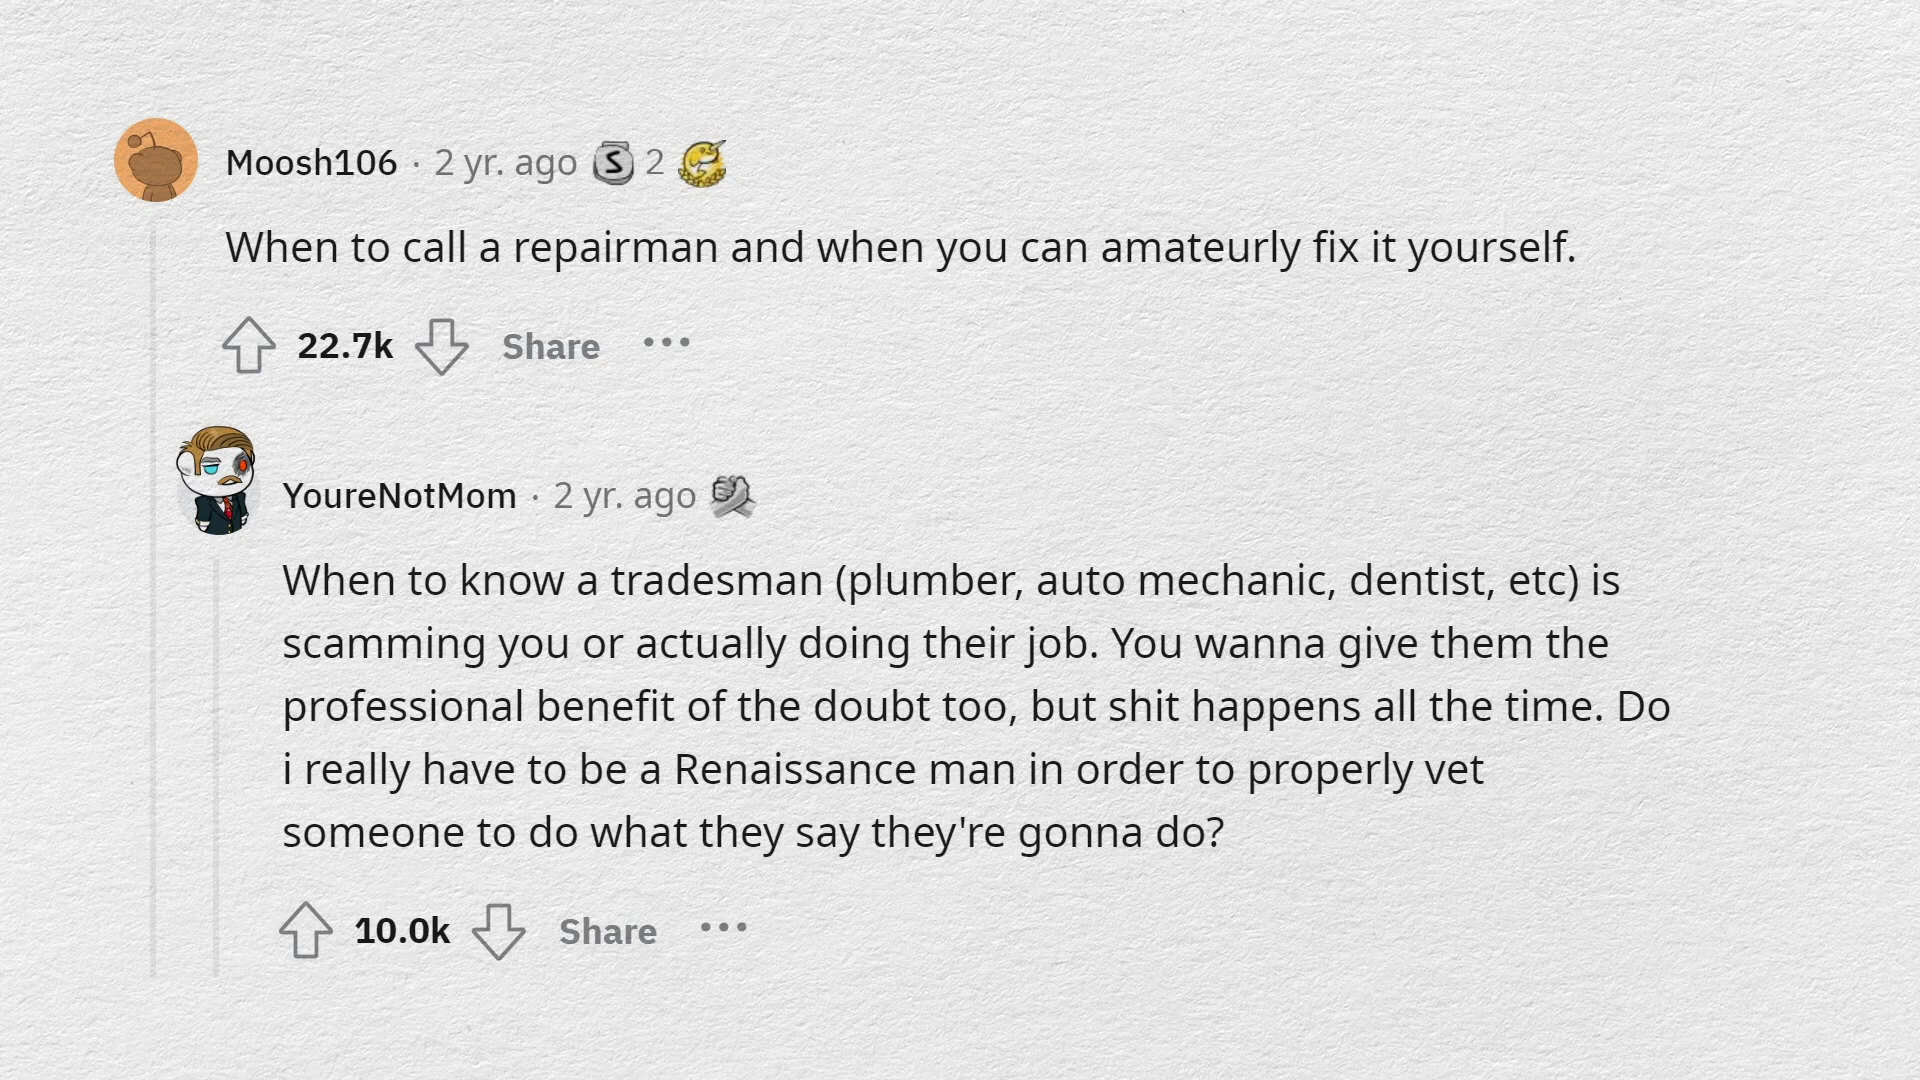 Moosh106 · 2 yr. ago S 2
When to call a repairman and when you can amateurly fix it yourself.
22.7k Share •••
YoureNotMom · 2 yr. ago
When to know a tradesman (plumber, auto mechanic, dentist, etc) is
scamming you or actually doing their job. You wanna give them the
professional benefit of the doubt too, but shit happens all the time. Do
i really have to be a Renaissance man in order to properly vet
someone to do what they say they're gonna do?
10.0k Share •••